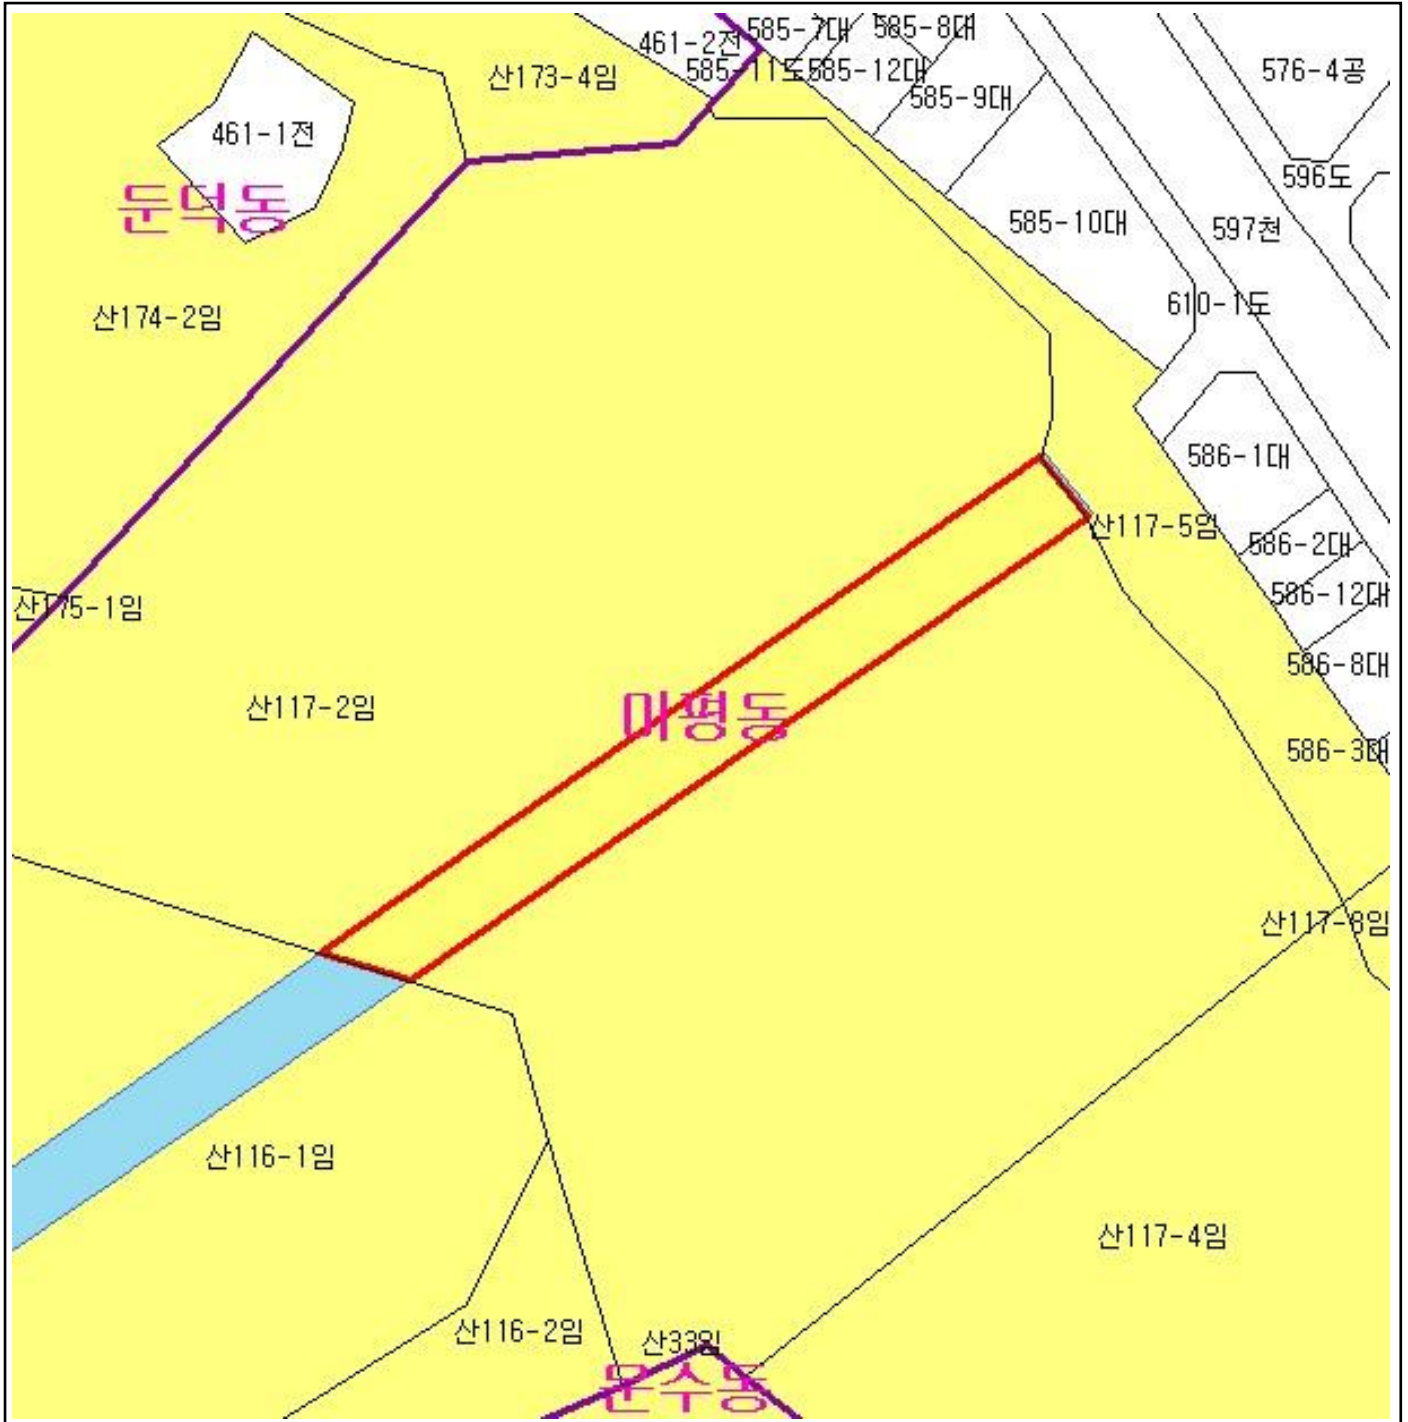 461-2전
585-7대
585-8대
산173-4임
585-11도
585-12대
576-4공
585-9대
461-1전
596도
둔덕동
585-10대
597천
산174-2임
610-1도
586-1대
산117-5임
586-2대
산175-1임
586-12대
586-8대
산117-2임
미평동
586-3대
산117-8임
산116-1임
산117-4임
산116-2임
산33임
문수동